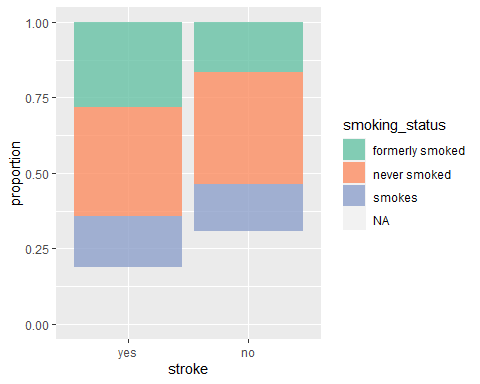 1.00
0.75
0.50
0.25
0.00
proportion
yes no
stroke
smoking_status
formerly smoked
never smoked
smokes
NA